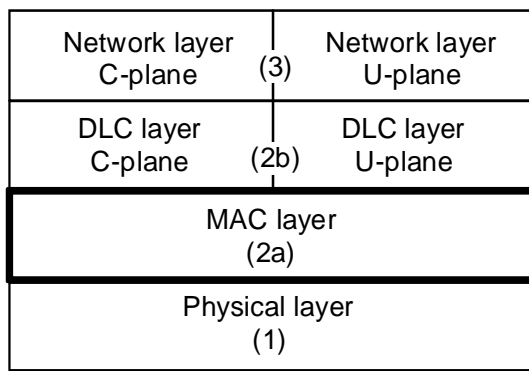 Network layer
C-plane
(3)
Network layer
U-plane
DLC layer
C-plane
(2b)
DLC layer
U-plane
MAC layer
(2a)
Physical layer
(1)